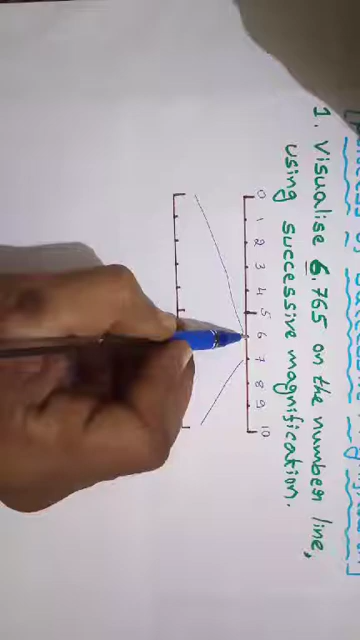 1. Visualise 6.765 on the number line,
using successive magnification.
0 1 2 3 4 5 6 7 8 9 10